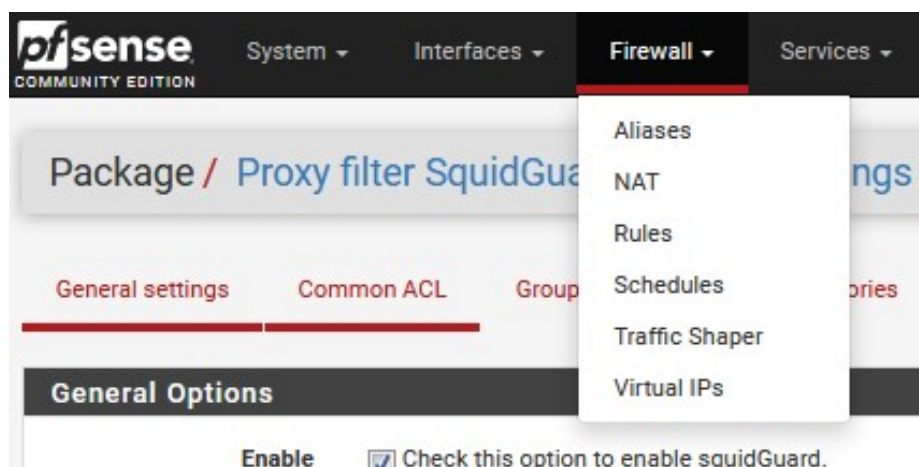 pfsense
COMMUNITY EDITION
System
Interfaces
Firewall
Services
Aliases
NAT
Rules
Schedules
Traffic Shaper
Virtual IPs
Package / Proxy filter
ngs
General settings
Common ACL
Group
ories
General Options
Enable
Check this option to enable squidGuard.